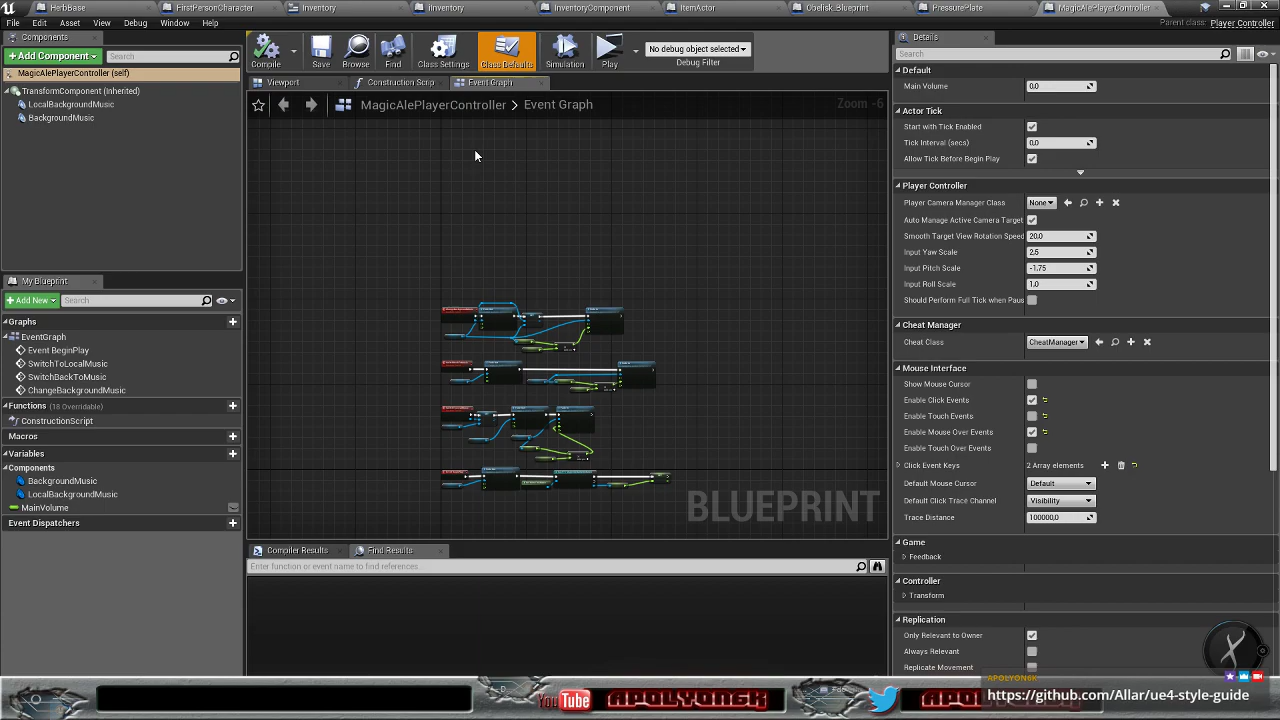 HerbBase
FirstPersonCharacter
Inventory
iInventory
InventoryComponent
ItemActor
Obelisk_Blueprint
PressurePlate
MagicAlePlayerController
File
Edit
Asset
View
Debug
Window
Help
Parent class: Player Controller
Components
Add Component
Search
MagicAlePlayerController (self)
TransformComponent (Inherited)
LocalBackgroundMusic
BackgroundMusic
Compile
Save
Browse
Find
Class Settings
Class Defaults
Simulation
Play
No debug object selected
Debug Filter
Viewport
Construction Scrip
Event Graph
MagicAlePlayerController > Event Graph
Zoom -6
BLUEPRINT
My Blueprint
Add New
Search
Graphs
EventGraph
Event BeginPlay
SwitchToLocalMusic
SwitchBackToMusic
ChangeBackgroundMusic
Functions (18 Overridable)
ConstructionScript
Macros
Variables
Components
BackgroundMusic
LocalBackgroundMusic
MainVolume
Event Dispatchers
Compiler Results
Find Results
Enter function or event name to find references.
Details
Search
Default
Main Volume 0,0
Actor Tick
Start with Tick Enabled
Tick Interval (secs) 0,0
Allow Tick Before Begin Play
Player Controller
Player Camera Manager Class None
Auto Manage Active Camera Target
Smooth Target View Rotation Speed 20,0
Input Yaw Scale 2,5
Input Pitch Scale -1,75
Input Roll Scale 1,0
Should Perform Full Tick when Paus
Cheat Manager
Cheat Class CheatManager
Mouse Interface
Show Mouse Cursor
Enable Click Events
Enable Touch Events
Enable Mouse Over Events
Enable Touch Over Events
Click Event Keys 2 Array elements
Default Mouse Cursor Default
Default Click Trace Channel Visibility
Trace Distance 100000,0
Game
Feedback
Controller
Transform
Replication
Only Relevant to Owner
Always Relevant
Replicate Movement
APOLYON6K
https://github.com/Allar/ue4-style-guide
YouTube
APOLYON6K